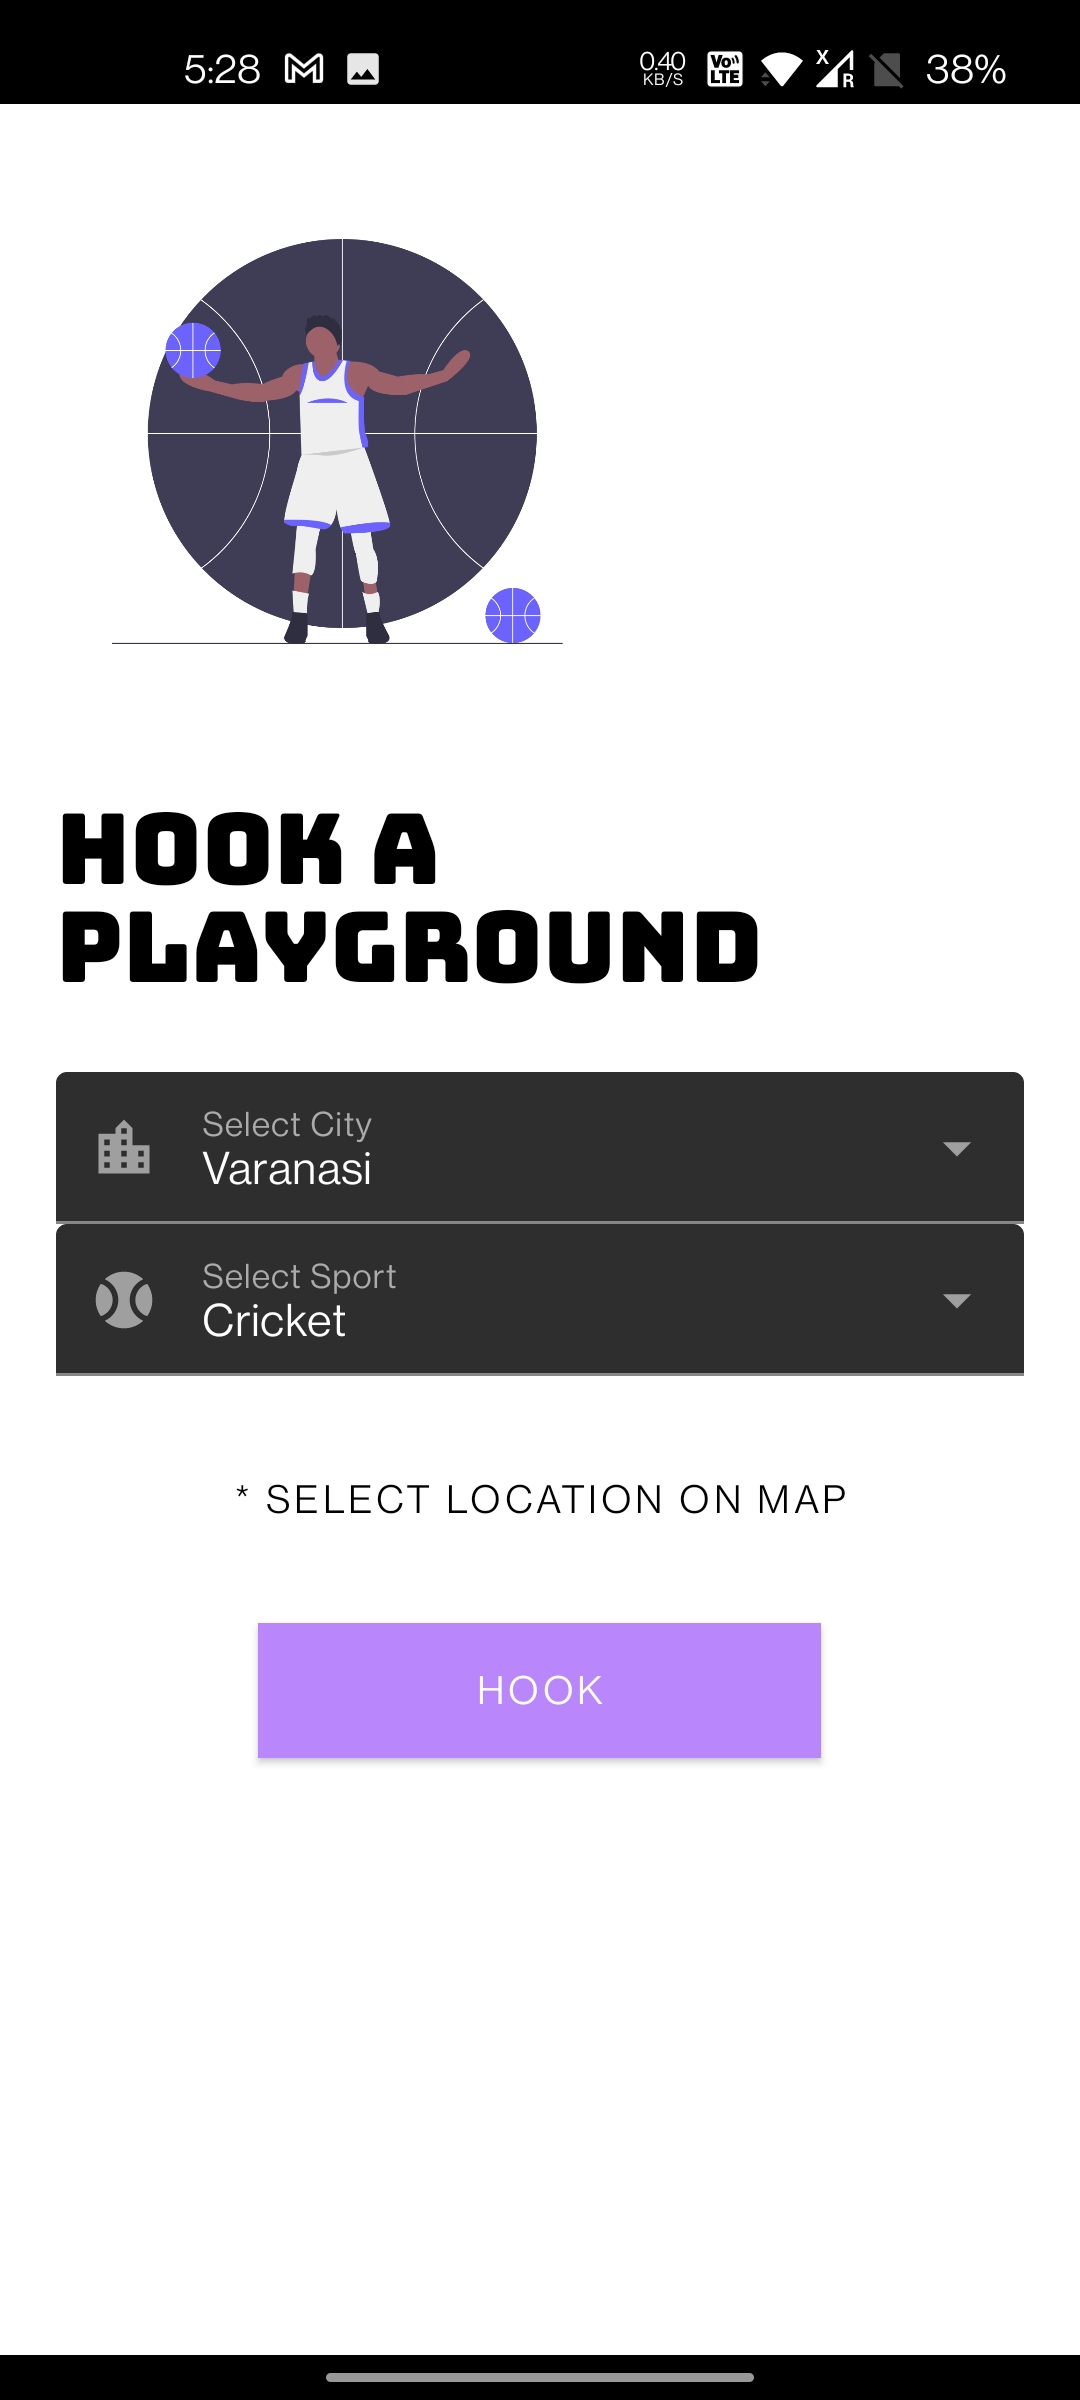 5:28
0.40
KB/S
Vo
LTE
X
R
38%
HOOK A
PLAYGROUND
Select City
Varanasi
Select Sport
Cricket
* SELECT LOCATION ON MAP
HOOK